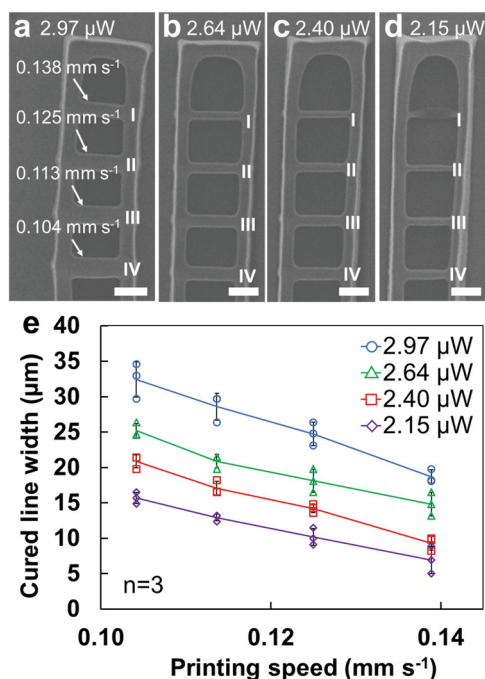 a 2.97 µW
b 2.64 µW
c 2.40 µW
d 2.15 µW
0.138 mm s⁻¹
0.125 mm s⁻¹
0.113 mm s⁻¹
0.104 mm s⁻¹
I
II
III
IV
I
II
III
IV
I
II
III
IV
I
II
III
IV
e
40
35
30
25
20
15
10
5
0
Cured line width (µm)
2.97 µW
2.64 µW
2.40 µW
2.15 µW
n=3
0.10
0.12
0.14
Printing speed (mm s⁻¹)